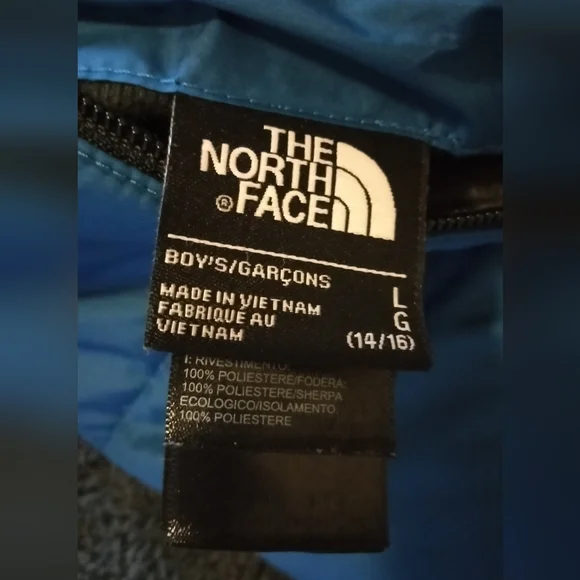 THE
NORTH
® FACE
BOY'S/GARÇONS
MADE IN VIETNAM
FABRIQUE AU
VIETNAM
L
G
(14/16)
I: RIVESTIMENTO:
100% POLIESTERE/FODERA:
100% POLIESTERE/SHERPA
ECOLOGICO/ISOLAMENTO
100% POLIESTERE